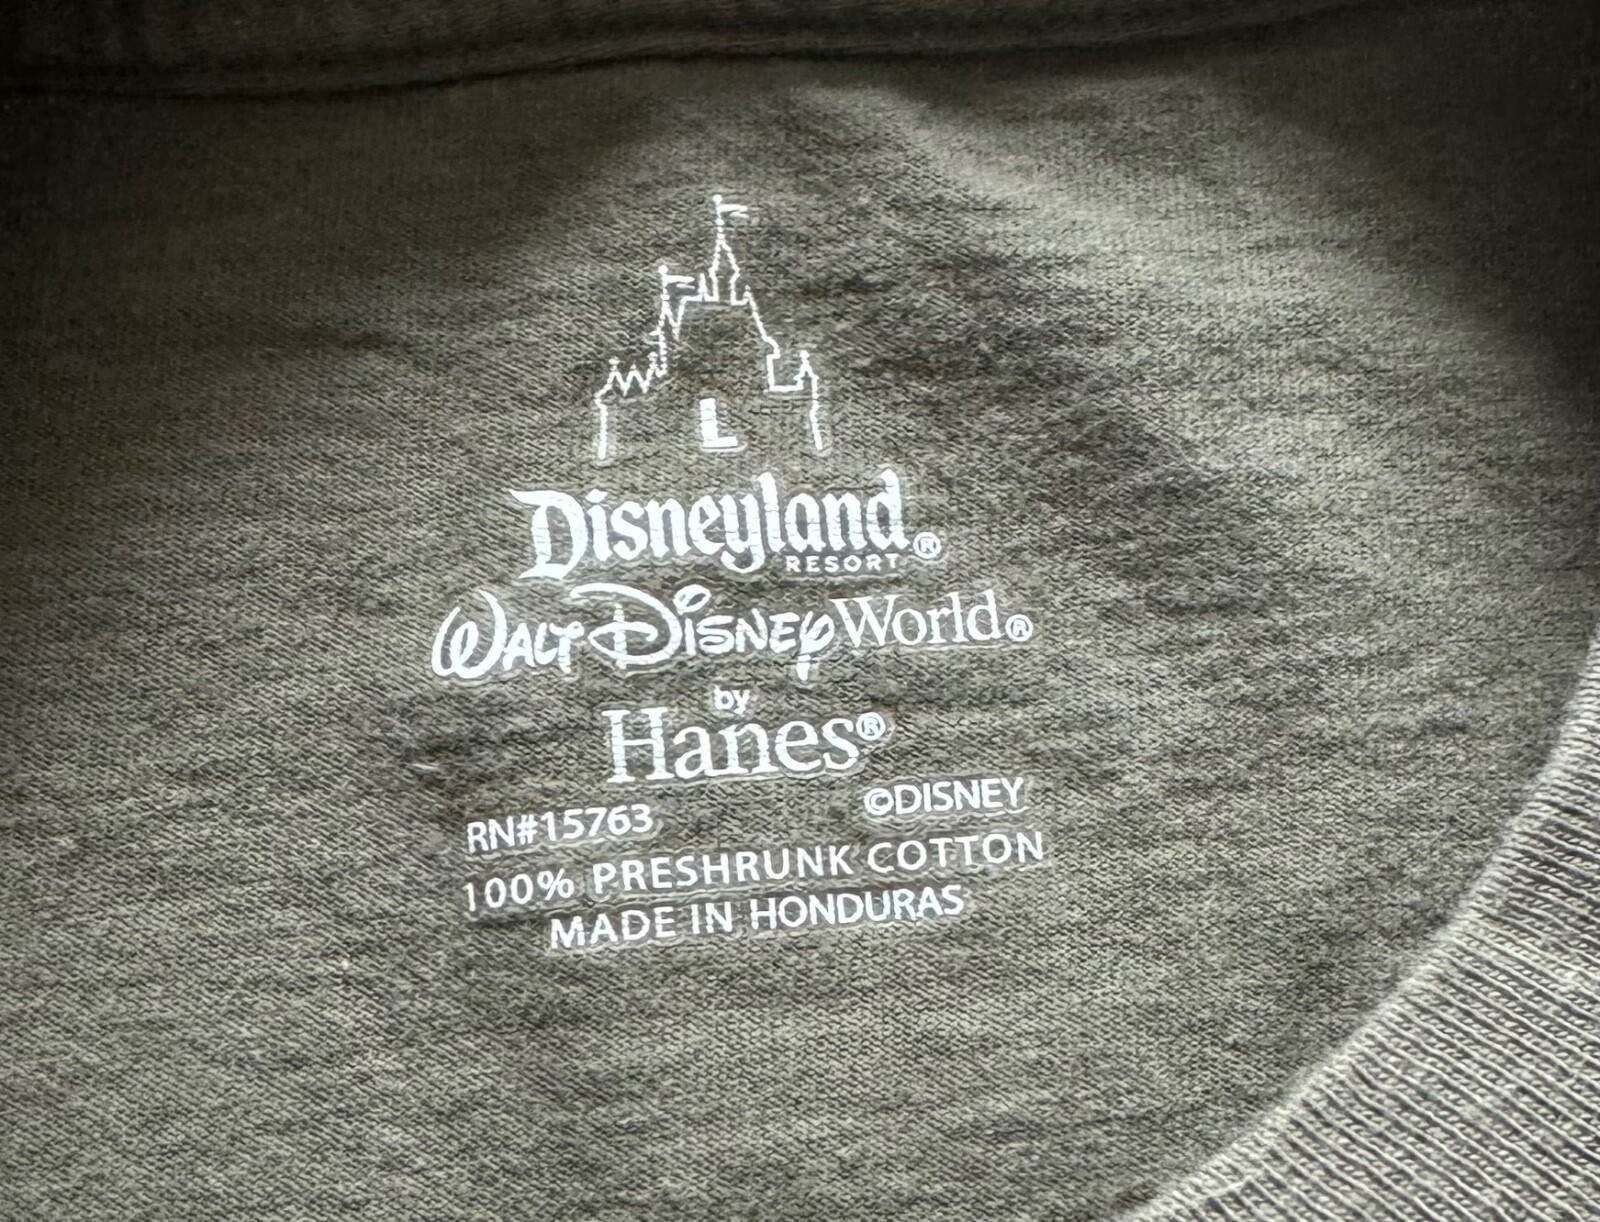 L
Disneyland®
RESORT
WALT DISNEY World®
by
Hanes®
RN#15763 ©DISNEY
100% PRESHRUNK COTTON
MADE IN HONDURAS